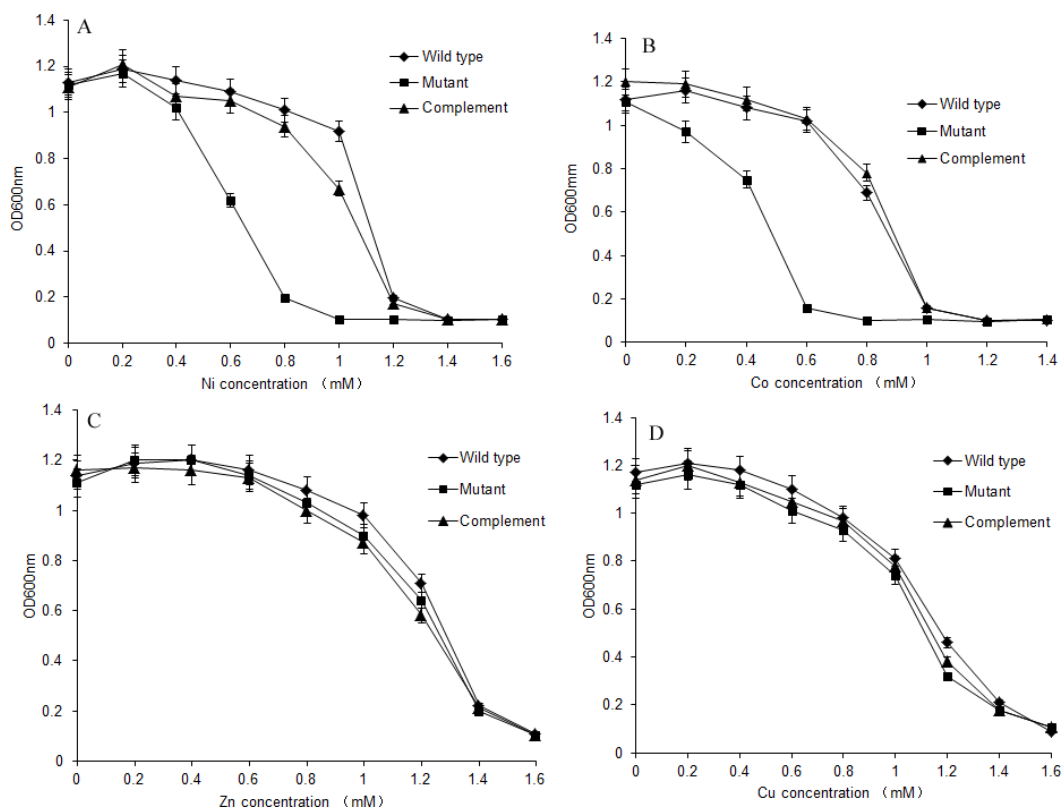 A
1.4
1.2
1
0.8
0.6
0.4
0.2
0
OD600nm
0 0.2 0.4 0.6 0.8 1 1.2 1.4 1.6
Ni concentration （mM）
Wild type
Mutant
Complement
B
1.4
1.2
1
0.8
0.6
0.4
0.2
0
OD600mm
0 0.2 0.4 0.6 0.8 1 1.2 1.4
Co concentration （mM）
Wild type
Mutant
Complement
C
1.4
1.2
1
0.8
0.6
0.4
0.2
0
OD600nm
0 0.2 0.4 0.6 0.8 1 1.2 1.4 1.6
Zn concentration （mM）
Wild type
Mutant
Complement
D
1.4
1.2
1
0.8
0.6
0.4
0.2
0
OD600nm
0 0.2 0.4 0.6 0.8 1 1.2 1.4 1.6
Cu concentration （mM）
Wild type
Mutant
Complement